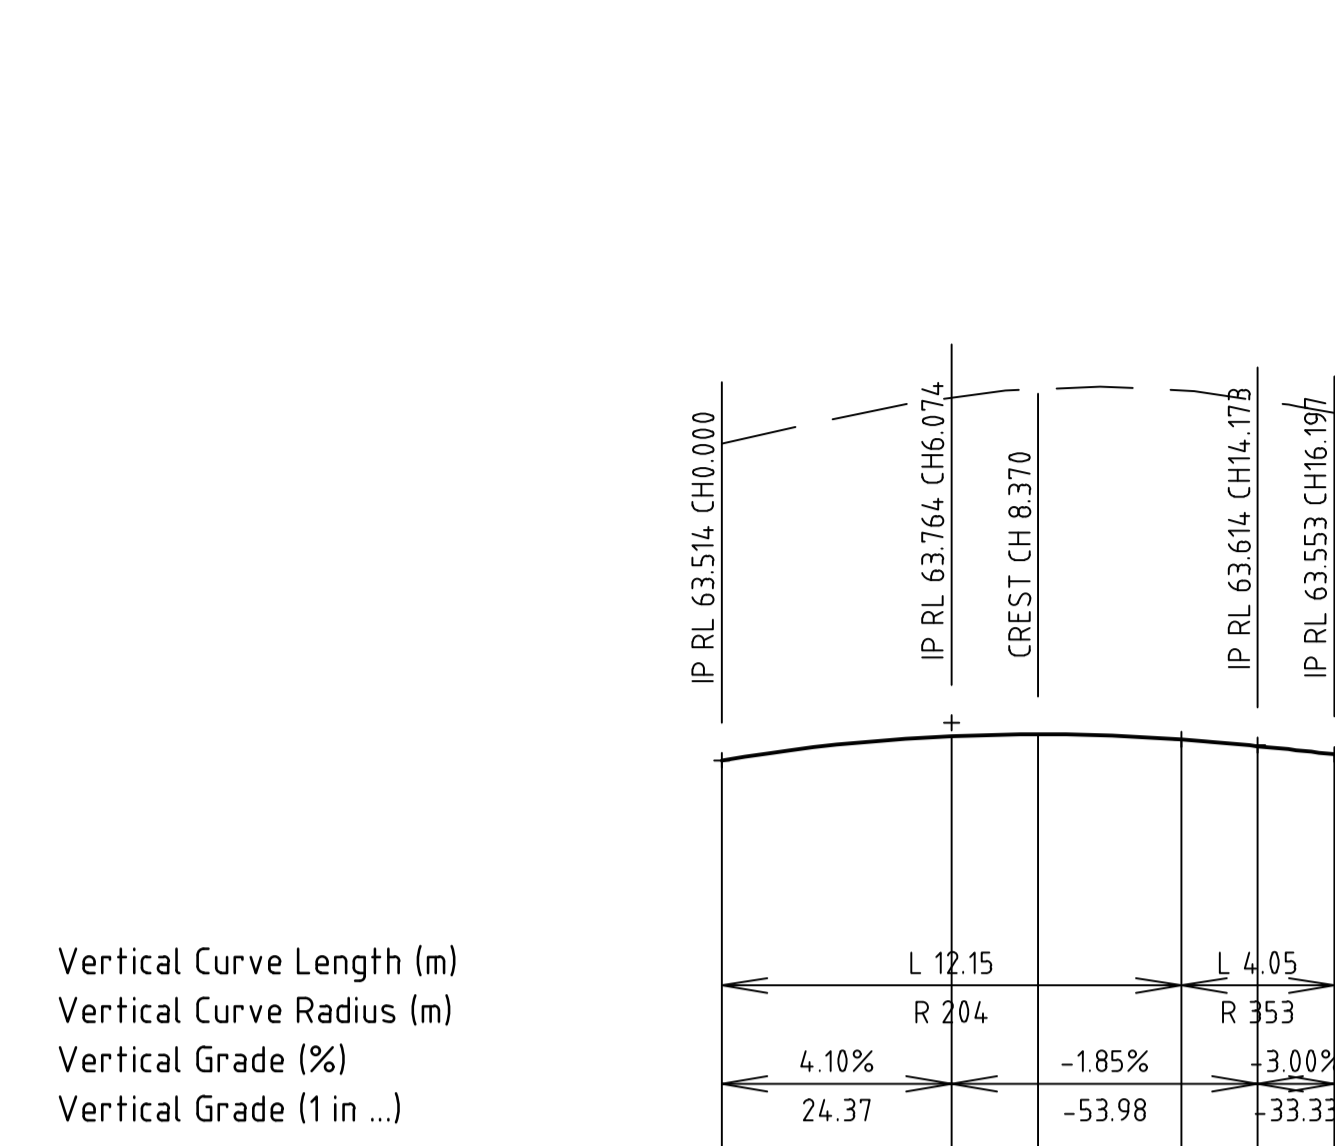 IP RL 63.514 CH0.000
IP RL 63.764 CH6.074
CREST CH 8.370
IP RL 63.614 CH14.173
IP RL 63.553 CH16.197
Vertical Curve Length (m) L 12.15 L 4.05
Vertical Curve Radius (m) R 204 R 353
Vertical Grade (%) 4.10% -1.85% -3.00%
Vertical Grade (1 in ...) 24.37 -53.98 -33.33